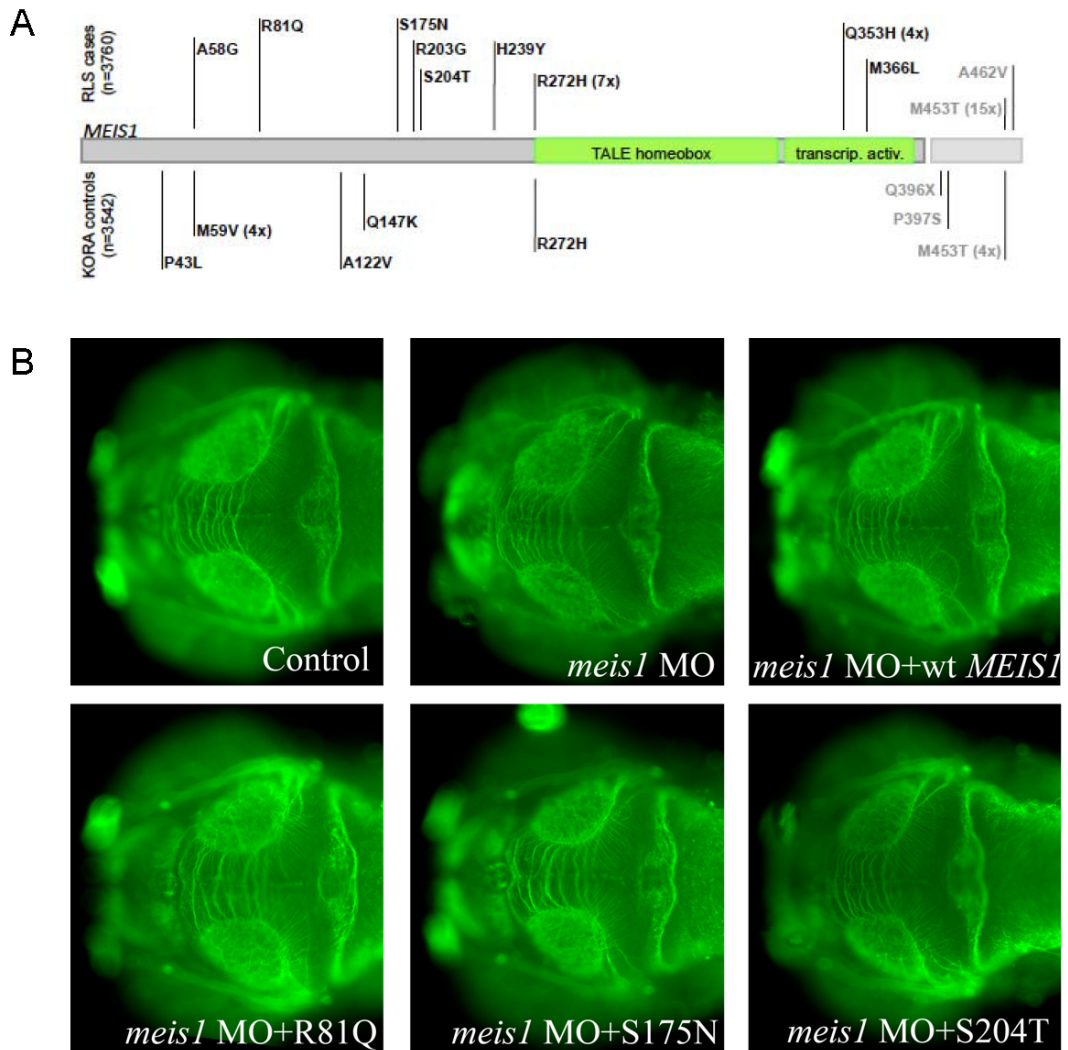 A
RLS cases
(n=3760)
A58G
R81Q
S175N
R203G
S204T
H239Y
R272H (7x)
Q353H (4x)
M366L
A462V
M453T (15x)
MEIS1
TALE homeobox
transcrip. activ.
KORA controls
(n=3542)
P43L
M59V (4x)
A122V
Q147K
R272H
Q396X
P397S
M453T (4x)
B
Control
meis1 MO
meis1 MO+wt MEIS1
meis1 MO+R81Q
meis1 MO+S175N
meis1 MO+S204T